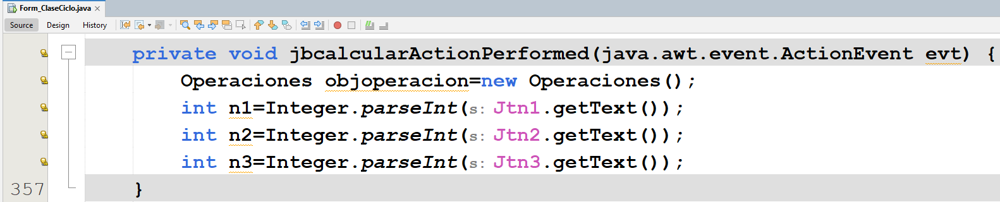 Form_ClaseCiclo.java
Source Design History
private void jbcalcularActionPerformed(java.awt.event.ActionEvent evt) {
Operaciones objoperacion=new Operaciones();
int n1=Integer.parseInt(s: Jtn1.getText());
int n2=Integer.parseInt(s: Jtn2.getText());
int n3=Integer.parseInt(s: Jtn3.getText());
357 }